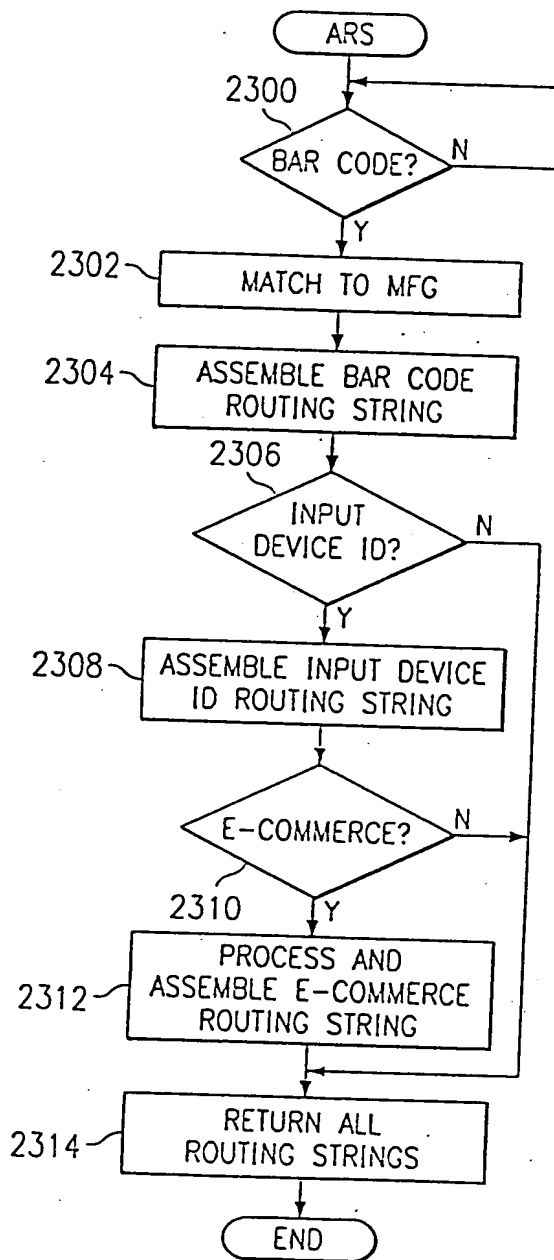 ARS
2300
BAR CODE?
N
Y
2302
MATCH TO MFG
2304
ASSEMBLE BAR CODE
ROUTING STRING
2306
INPUT
DEVICE ID?
N
Y
2308
ASSEMBLE INPUT DEVICE
ID ROUTING STRING
E-COMMERCE?
N
2310
Y
2312
PROCESS AND
ASSEMBLE E-COMMERCE
ROUTING STRING
2314
RETURN ALL
ROUTING STRINGS
END